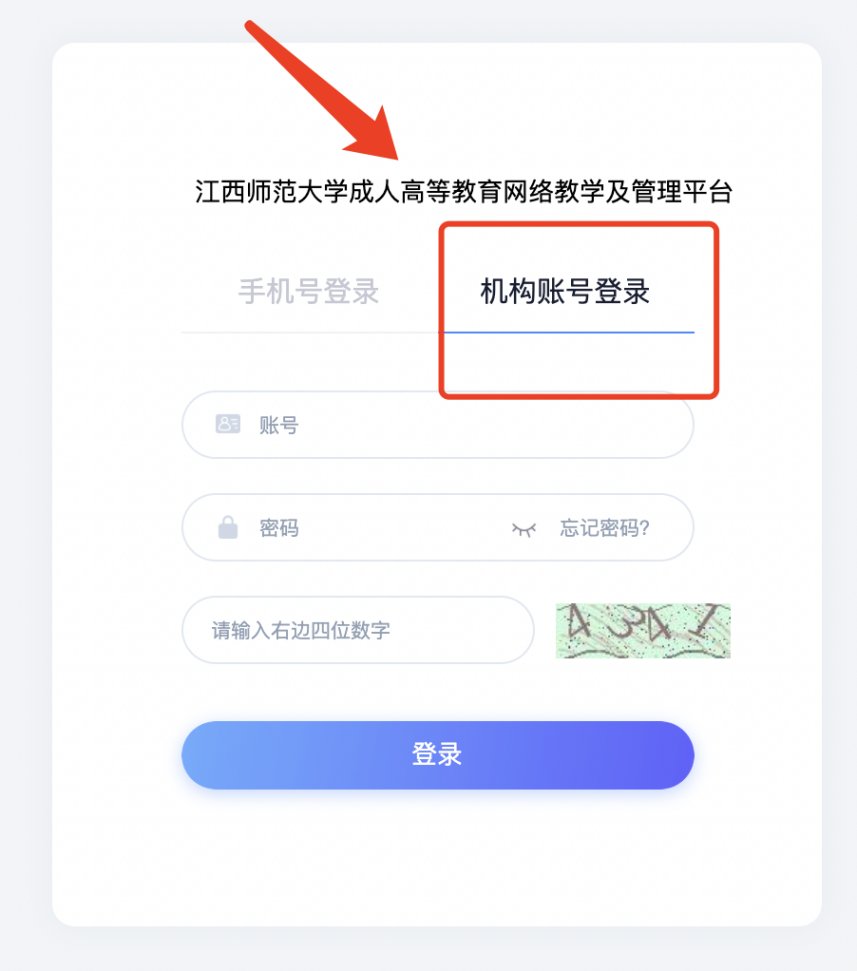 江西师范大学成人高等教育网络教学及管理平台
手机号登录 机构账号登录
账号
密码 忘记密码?
请输入右边四位数字 4341
登录